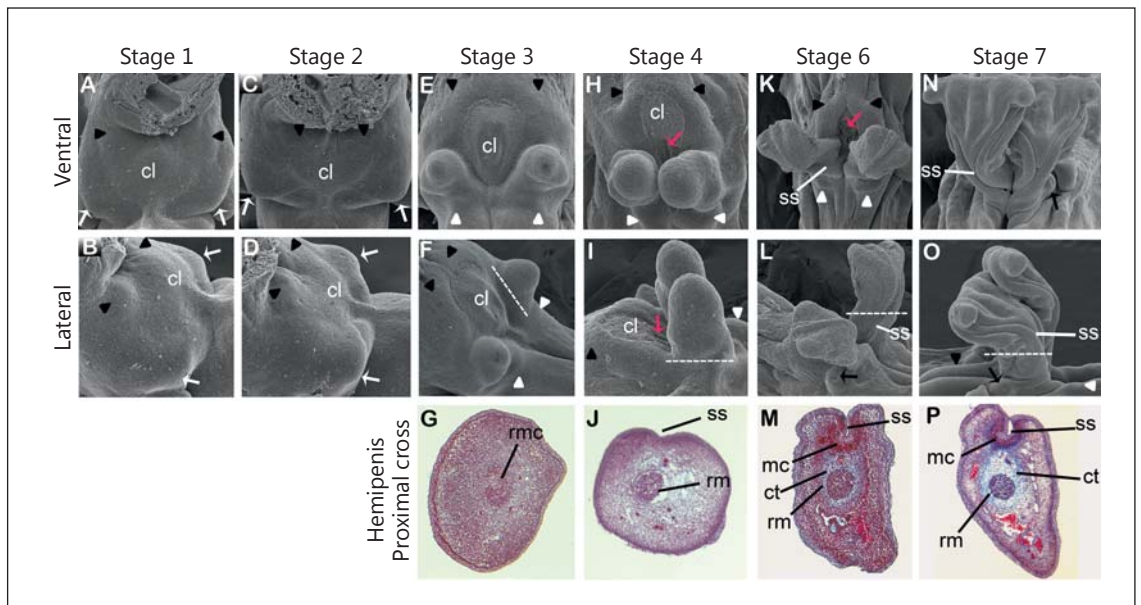 Stage 1 Stage 2 Stage 3 Stage 4 Stage 6 Stage 7
Ventral
A C E H K N
cl cl cl cl ss ss
Lateral
B D F I L O
cl cl cl cl ss ss
Hemipenis
Proximal cross
G J M P
rmc ss ss ss
rm mc mc
ct ct
rm rm